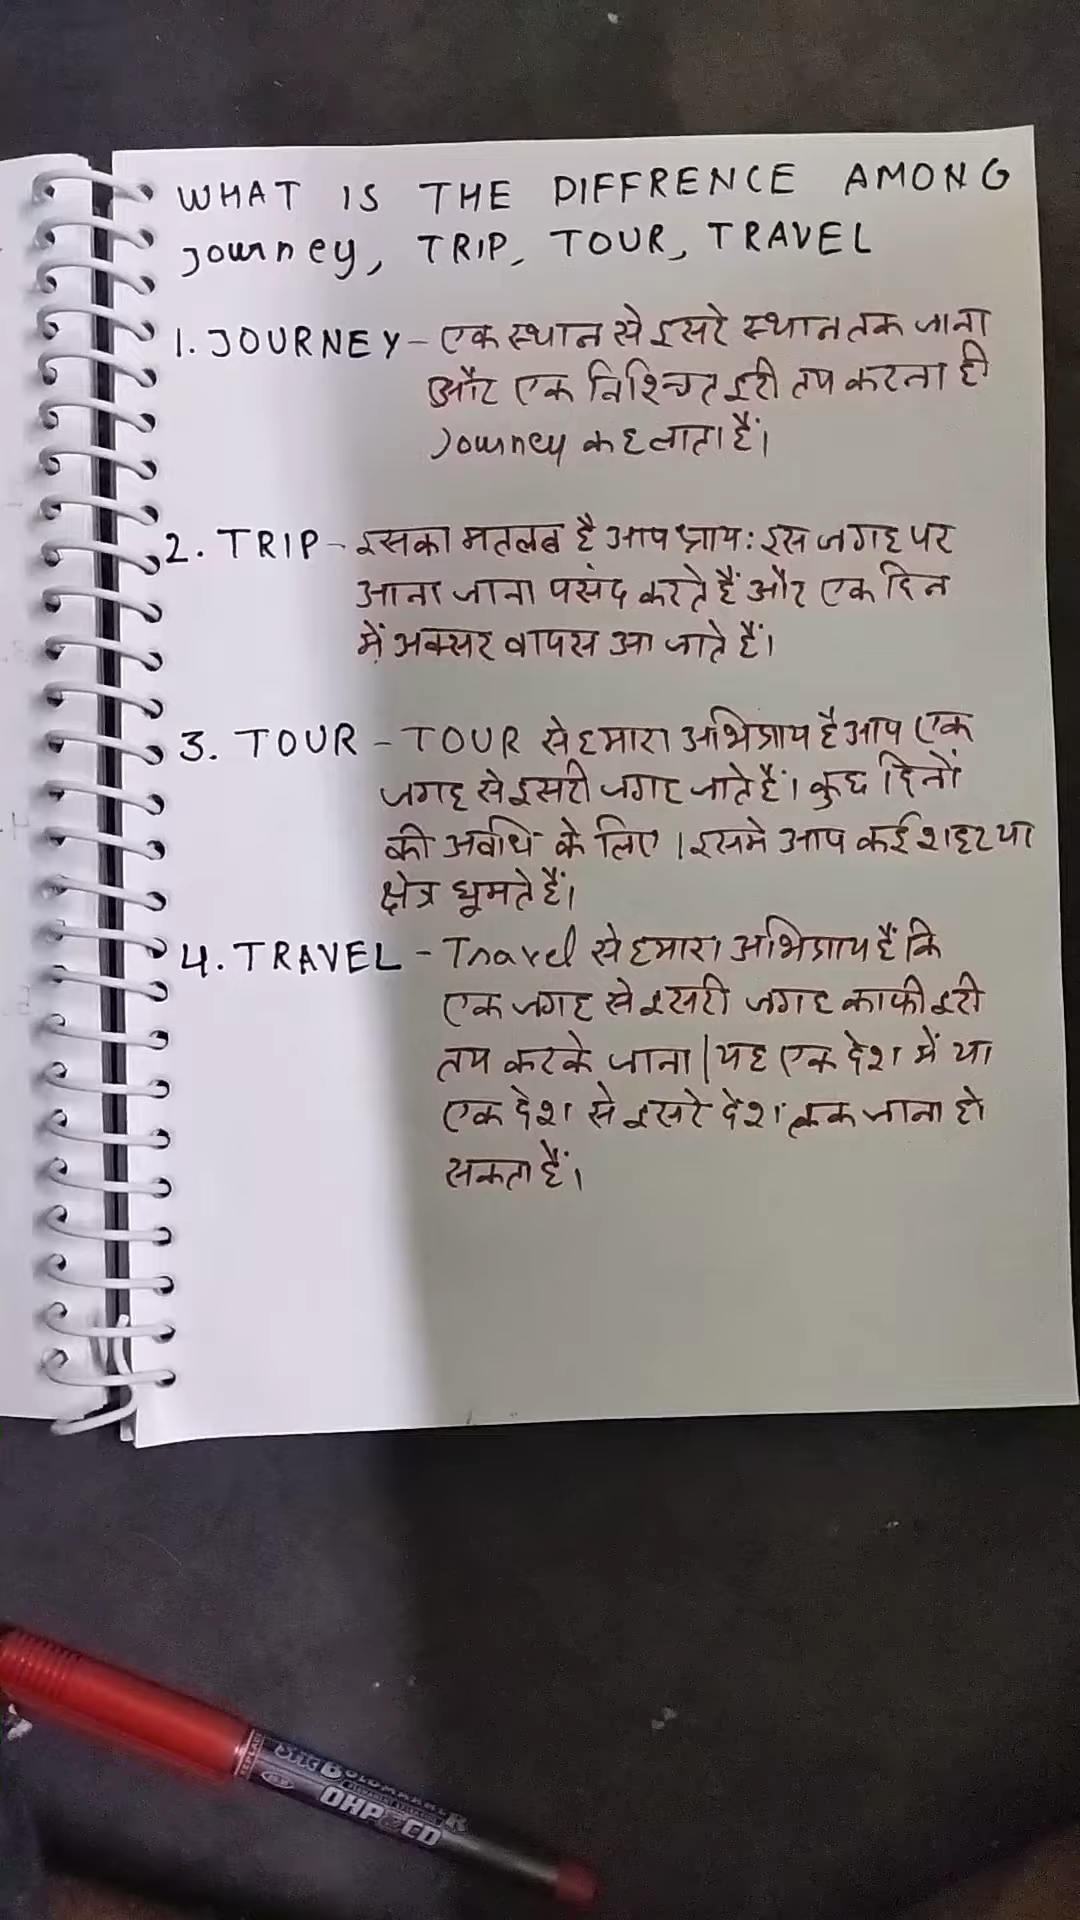 WHAT IS THE DIFFRENCE AMONG
Journey, TRIP, TOUR, TRAVEL
1. JOURNEY - एक स्थान से दूसरे स्थान तक जाना
और एक निश्चित दूरी तय करना ही
Journey कहलाता हैं।
2. TRIP - इसका मतलब है आप प्राय: इस जगह पर
आना जाना पसंद करते हैं और एक दिन
में अक्सर वापस आ जाते हैं।
3. TOUR - TOUR से हमारा अभिप्राय है आप एक
जगह से दूसरी जगह जाते हैं। कुछ दिनों
की अवधि के लिए। इसमे आप कई शहर या
क्षेत्र घूमते हैं।
4. TRAVEL - Travel से हमारा अभिप्राय हैं कि
एक जगह से दूसरी जगह काफी दूरी
तय करके जाना। यह एक देश में या
एक देश से दूसरे देश तक जाना हो
सकता हैं।
BOLDMARKER
OHP CD